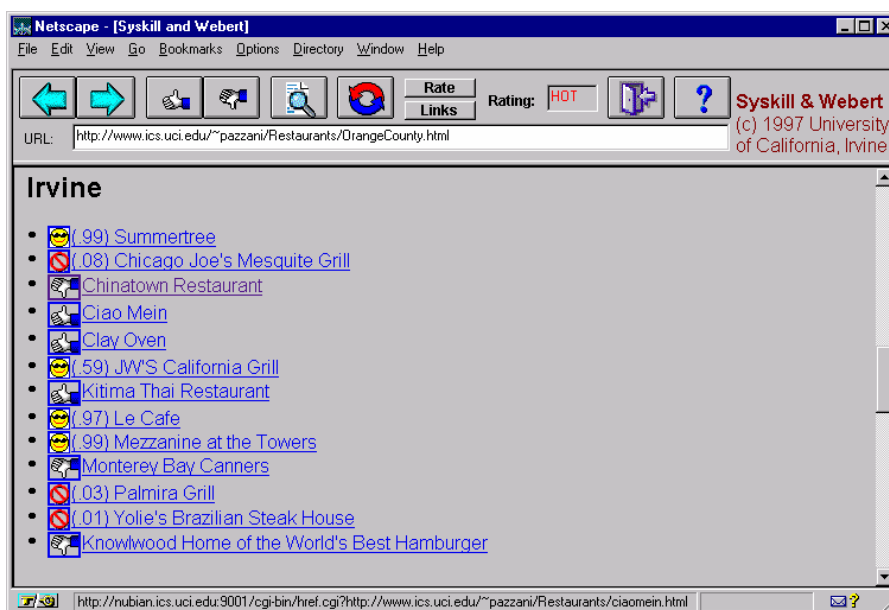 Netscape - [Syskill and Webert]
File Edit View Go Bookmarks Options Directory Window Help
Rate
Links
Rating: HOT
?
Syskill & Webert
(c) 1997 University
of California, Irvine
URL: http://www.ics.uci.edu/~pazzani/Restaurants/OrangeCounty.html
Irvine
(.99) Summertree
(.08) Chicago Joe's Mesquite Grill
Chinatown Restaurant
Ciao Mein
Clay Oven
(.59) JW'S California Grill
Kitima Thai Restaurant
(.97) Le Cafe
(.99) Mezzanine at the Towers
Monterey Bay Canners
(.03) Palmira Grill
(.01) Yolie's Brazilian Steak House
Knowlwood Home of the World's Best Hamburger
http://nubian.ics.uci.edu:9001/cgi-bin/href.cgi?http://www.ics.uci.edu/~pazzani/Restaurants/ciaomein.html ?